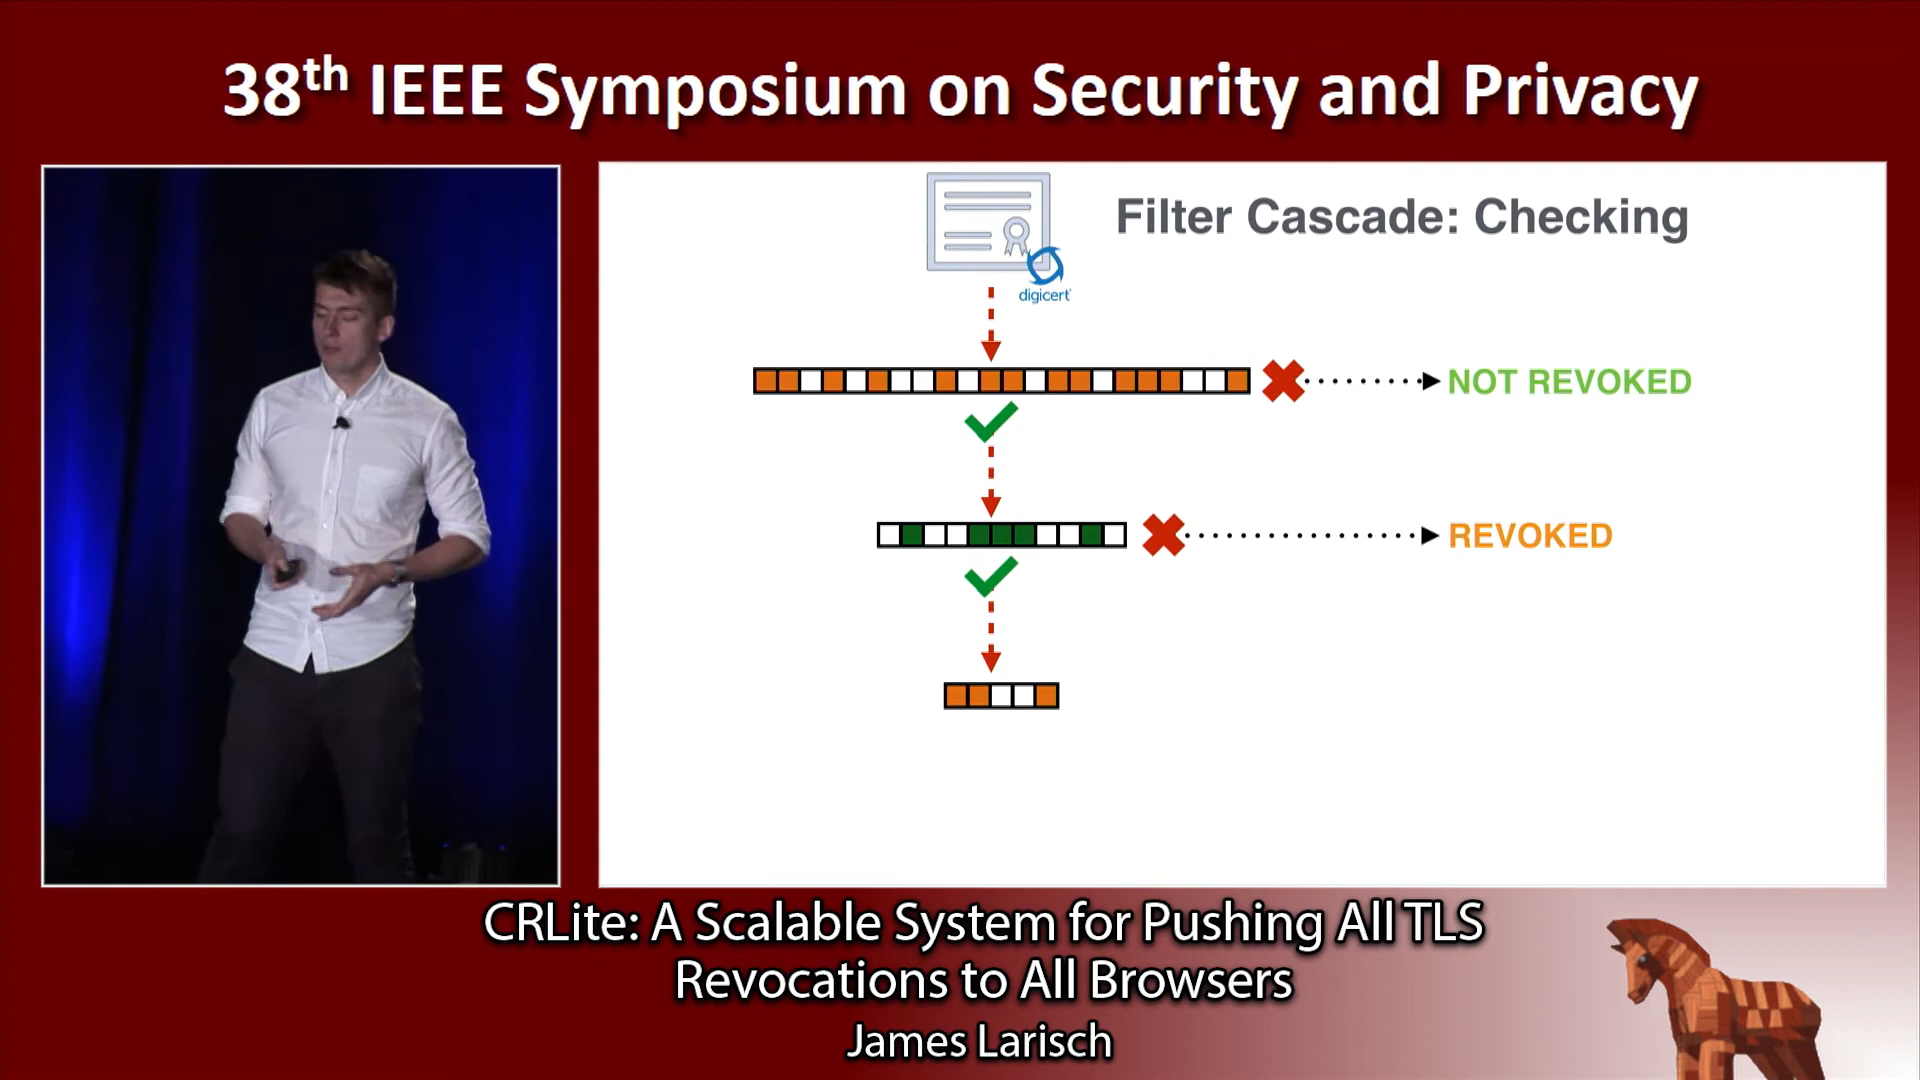 38th IEEE Symposium on Security and Privacy
Filter Cascade: Checking
digicert
NOT REVOKED
REVOKED
CRLite: A Scalable System for Pushing All TLS
Revocations to All Browsers
James Larisch